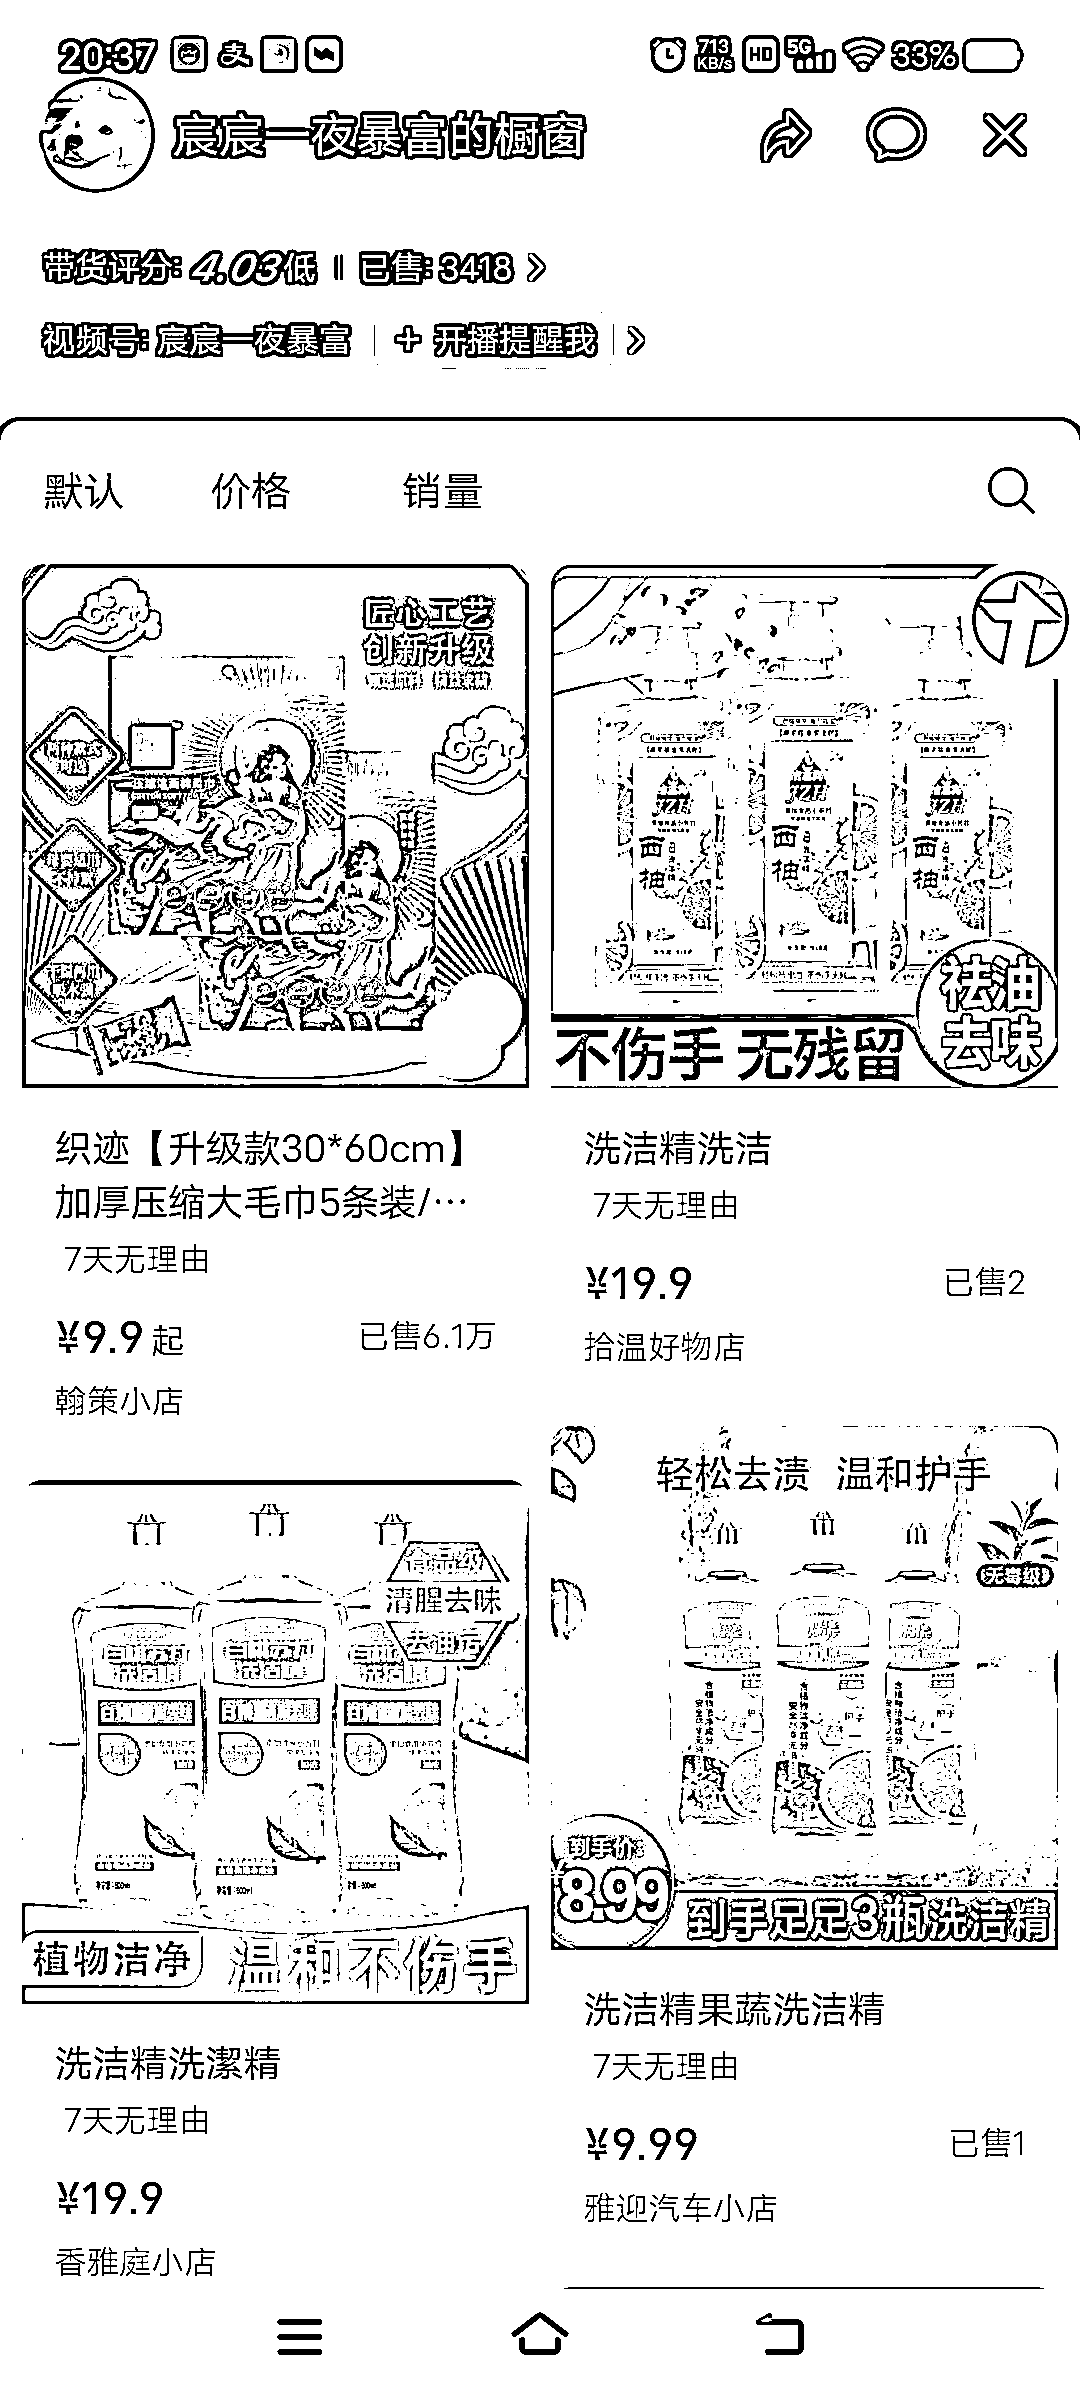 20:37
713 KB/s HD 5G 33%
宸宸一夜暴富的橱窗
带货评分: 4.03低 已售: 3418
视频号: 宸宸一夜暴富 + 开播提醒我
默认 价格 销量
匠心工艺
创新升级
织迹【升级款30*60cm】
加厚压缩大毛巾5条装/…
7天无理由
¥9.9 起 已售6.1万
翰策小店
西柚
西柚
西柚
祛油
去味
不伤手 无残留
洗洁精洗洁
7天无理由
¥19.9 已售2
拾温好物店
食品级
清腥去味
去油污
植物洁净 温和不伤手
洗洁精洗潔精
7天无理由
¥19.9
香雅庭小店
轻松去渍 温和护手
无毒级
到手价:
8.99
到手足足3瓶洗洁精
洗洁精果蔬洗洁精
7天无理由
¥9.99 已售1
雅迎汽车小店